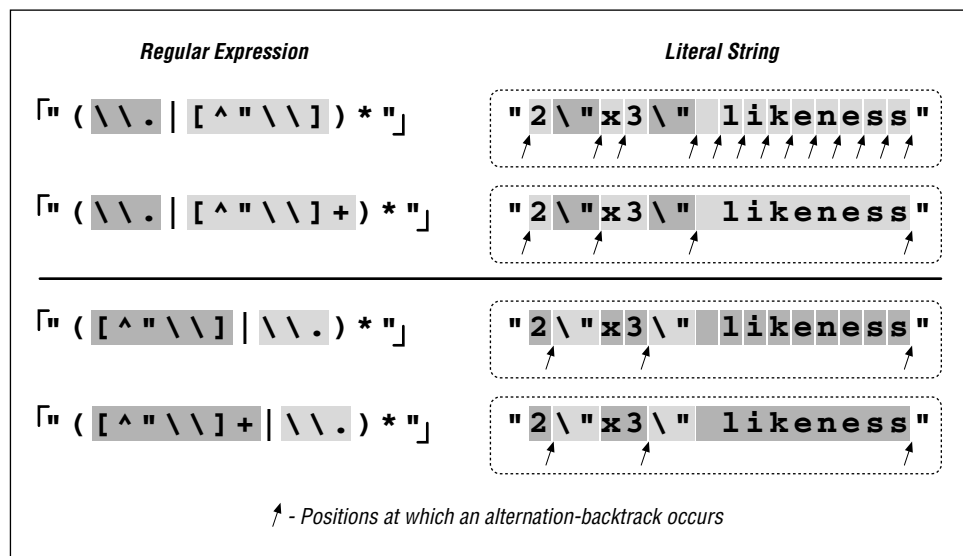 Regular Expression Literal String
⌈"(\\.|[^"\\])*"⌋ "2\"x3\" likeness"
⌈"(\\.|[^"\\]+)*"⌋ "2\"x3\" likeness"
⌈"([^"\\]|\\.)*"⌋ "2\"x3\" likeness"
⌈"([^"\\]+|\\.)*"⌋ "2\"x3\" likeness"
- Positions at which an alternation-backtrack occurs